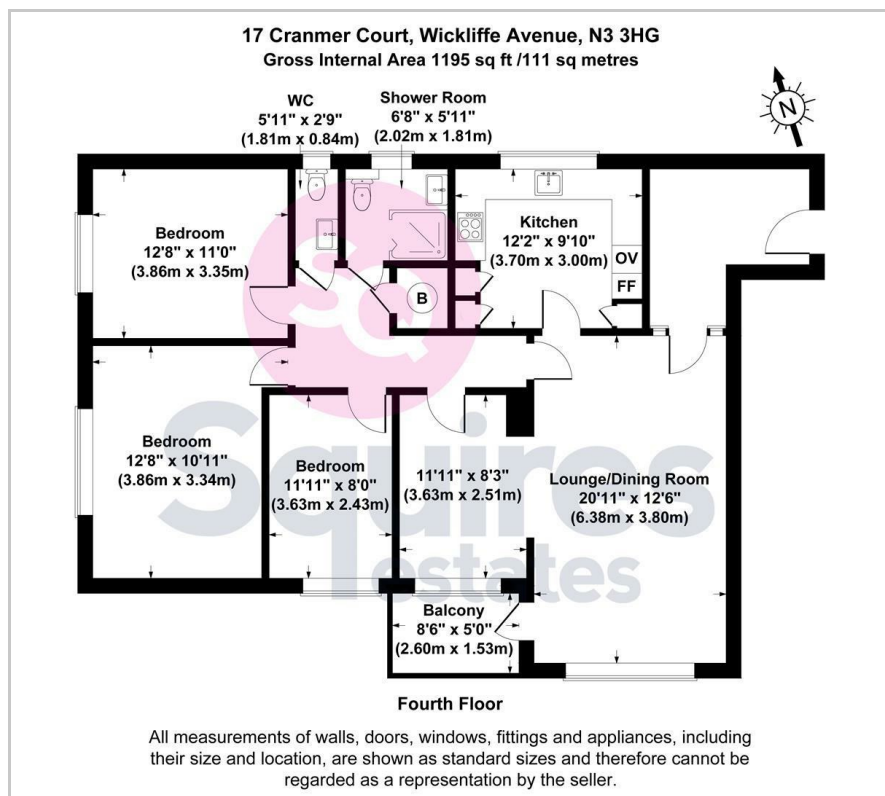 17 Cranmer Court, Wickliffe Avenue, N3 3HG
Gross Internal Area 1195 sq ft /111 sq metres
N
WC
5'11" x 2'9"
(1.81m x 0.84m)
Shower Room
6'8" x 5'11"
(2.02m x 1.81m)
Bedroom
12'8" x 11'0"
(3.86m x 3.35m)
Kitchen
12'2" x 9'10"
(3.70m x 3.00m)
OV
FF
B
SQ
Squires
estates
Bedroom
12'8" x 10'11"
(3.86m x 3.34m)
Bedroom
11'11" x 8'0"
(3.63m x 2.43m)
11'11" x 8'3"
(3.63m x 2.51m)
Lounge/Dining Room
20'11" x 12'6"
(6.38m x 3.80m)
Balcony
8'6" x 5'0"
(2.60m x 1.53m)
Fourth Floor
All measurements of walls, doors, windows, fittings and appliances, including
their size and location, are shown as standard sizes and therefore cannot be
regarded as a representation by the seller.